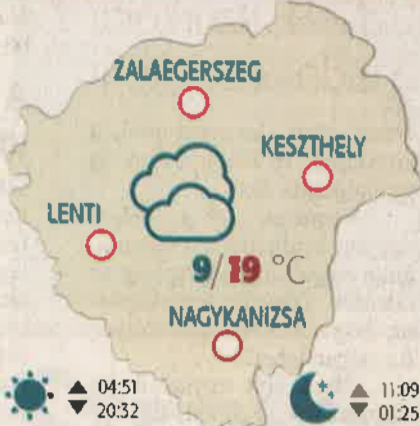 ZALAEGERSZEG
KESZTHELY
LENTI
9/19 °C
NAGYKANIZSA
04:51
20:32
11:09
01:25